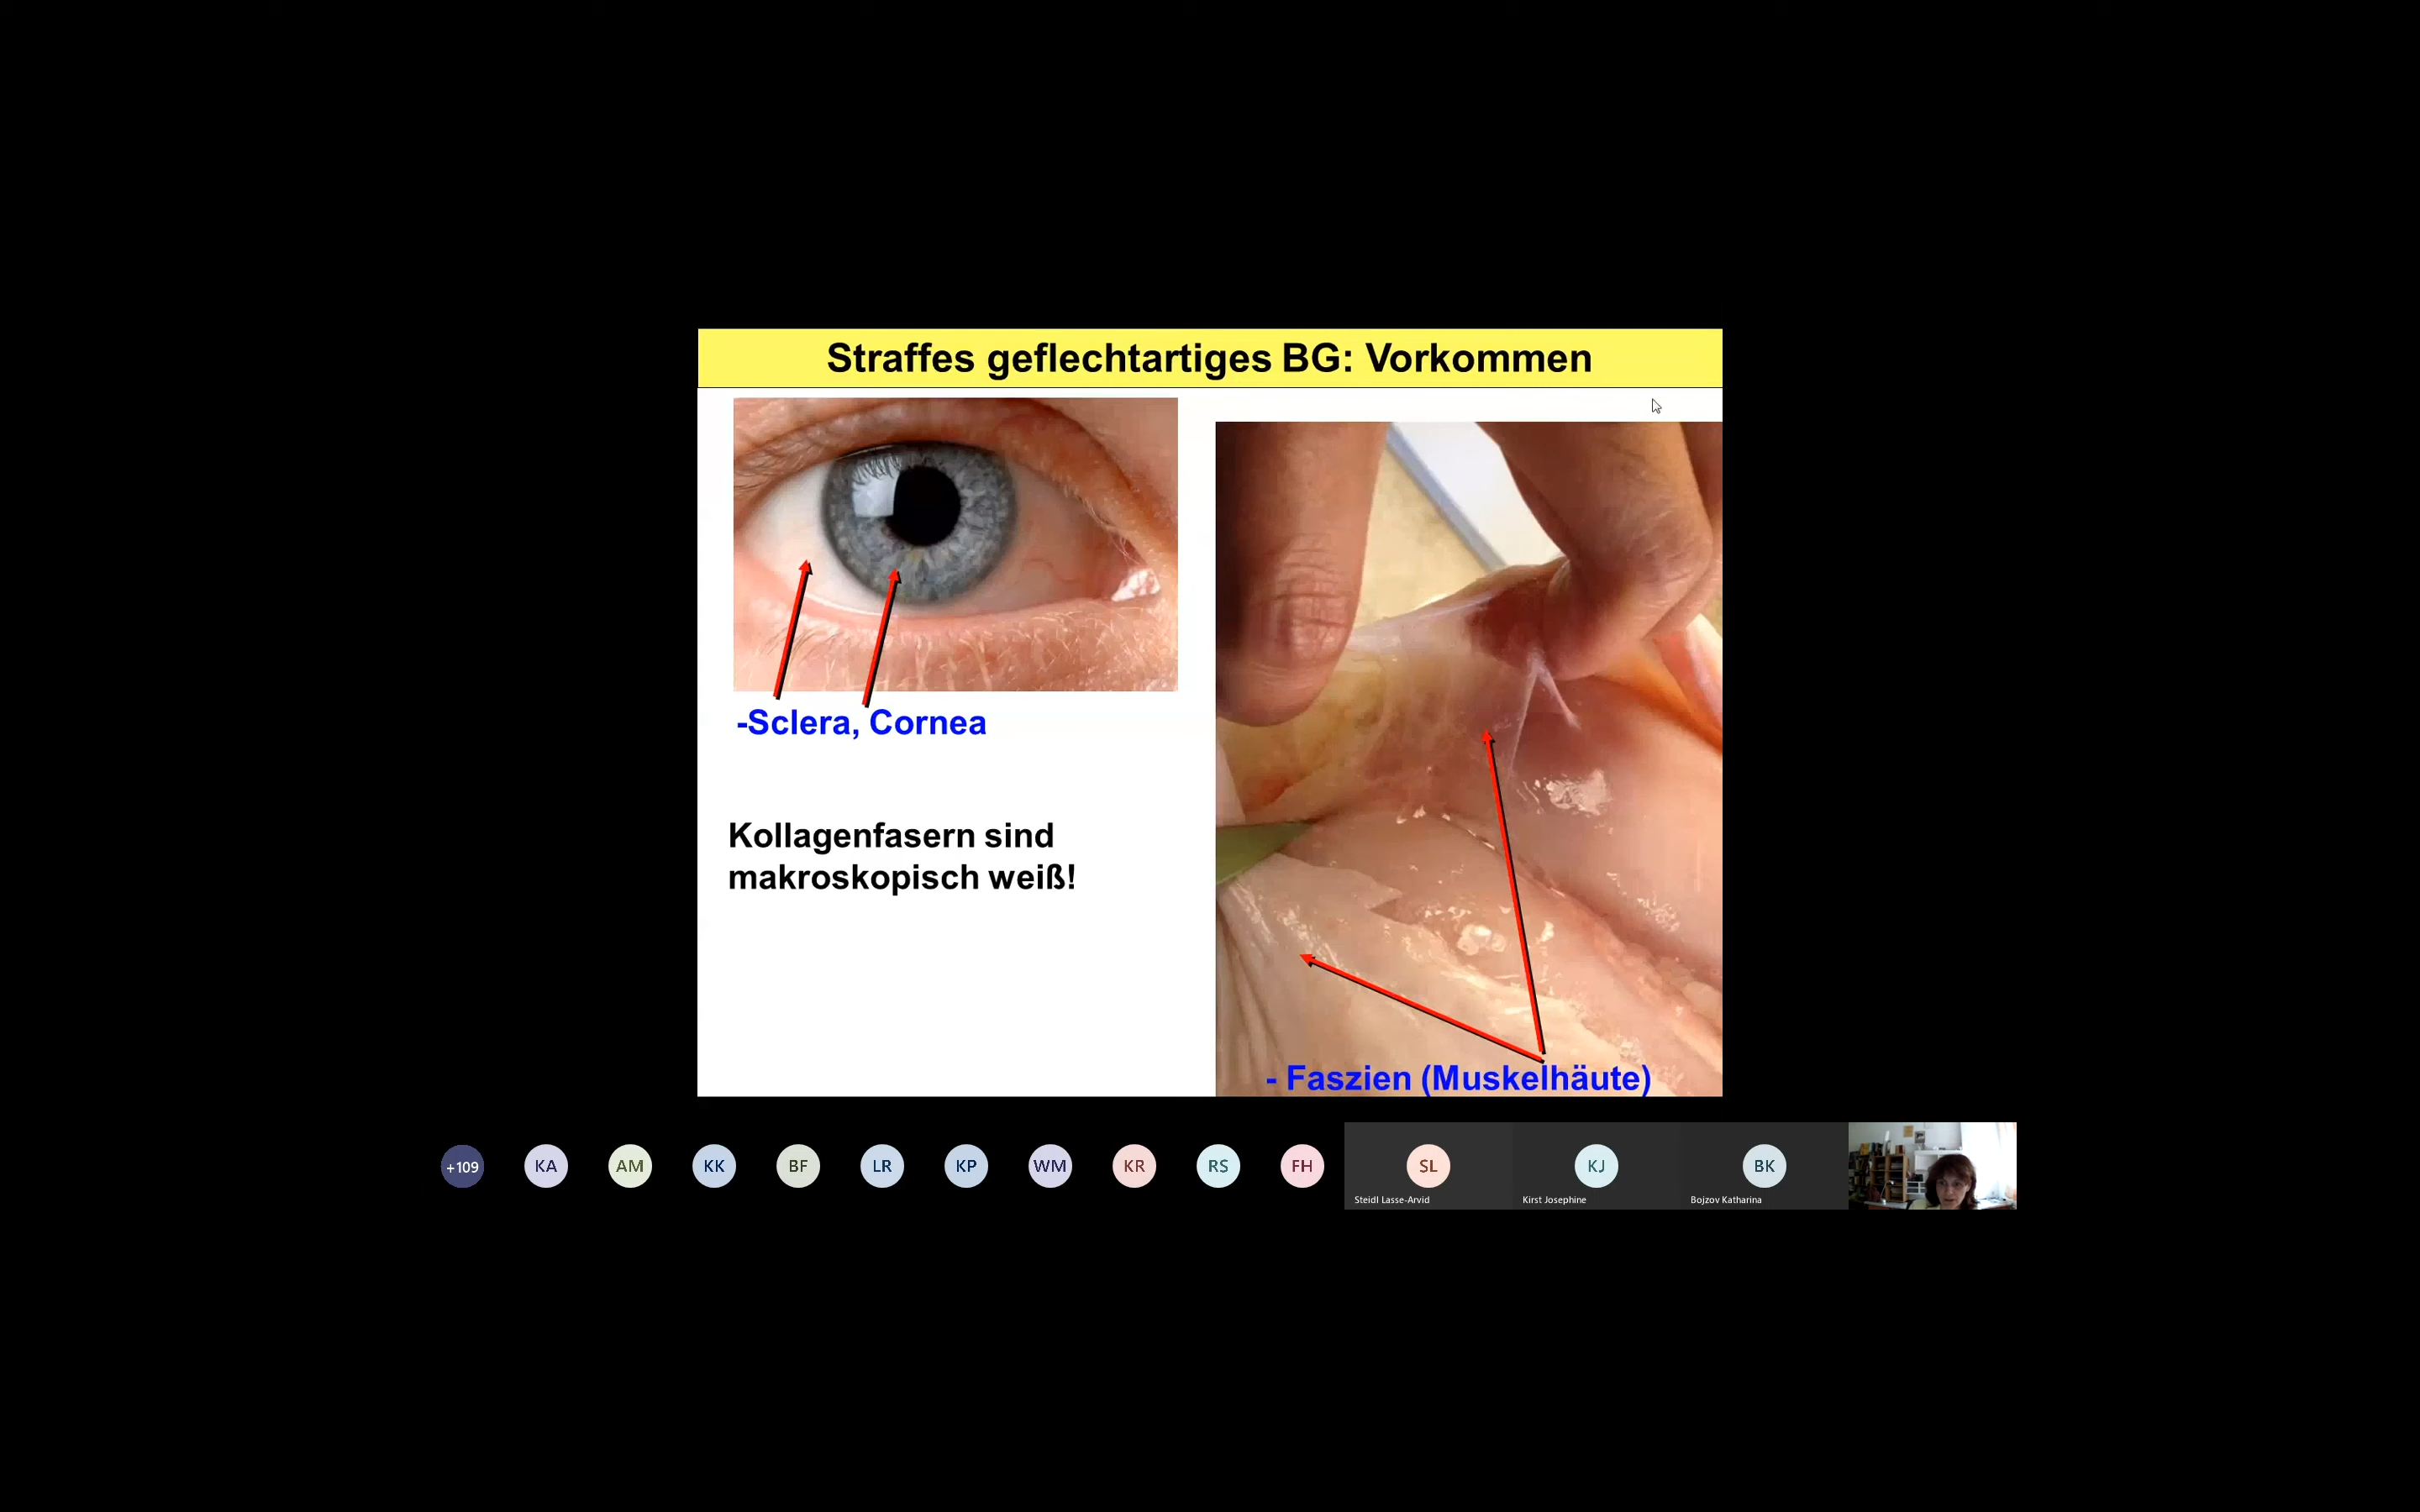 Straffes geflechtartiges BG: Vorkommen
-Sclera, Cornea
Kollagenfasern sind
makroskopisch weiß!
- Faszien (Muskelhäute)
+109
KA
AM
KK
BF
LR
KP
WM
KR
RS
FH
SL
Steidl Lasse-Arvid
KJ
Kirst Josephine
BK
Bojzov Katharina